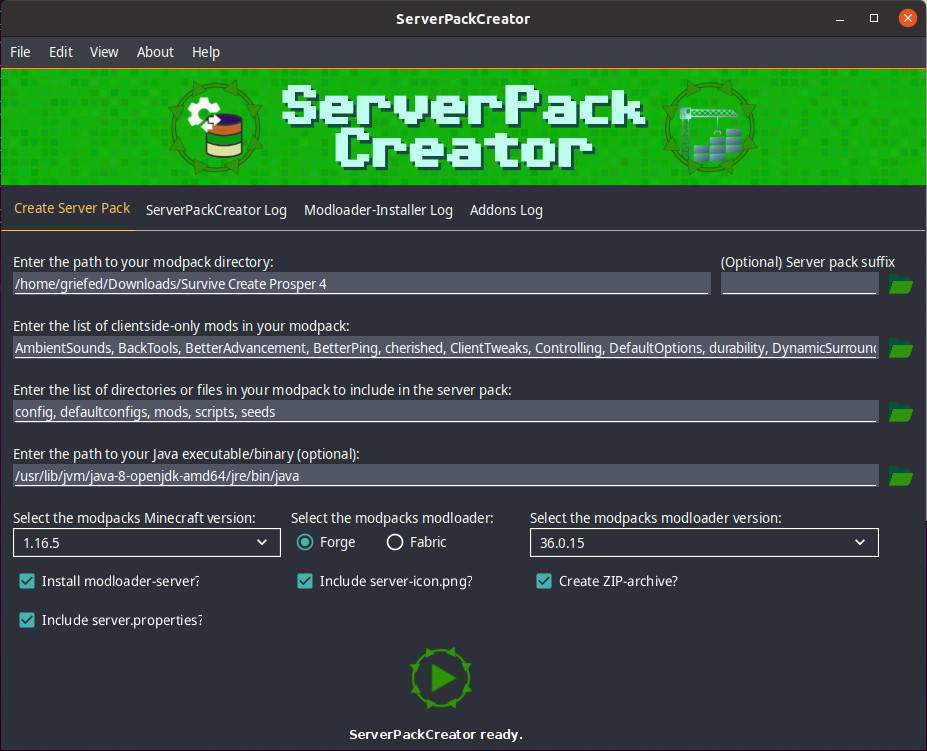 ServerPackCreator
File Edit View About Help
ServerPack
Creator
Create Server Pack ServerPackCreator Log Modloader-Installer Log Addons Log
Enter the path to your modpack directory: (Optional) Server pack suffix
/home/griefed/Downloads/Survive Create Prosper 4
Enter the list of clientside-only mods in your modpack:
AmbientSounds, BackTools, BetterAdvancement, BetterPing, cherished, ClientTweaks, Controlling, DefaultOptions, durability, DynamicSurround
Enter the list of directories or files in your modpack to include in the server pack:
config, defaultconfigs, mods, scripts, seeds
Enter the path to your Java executable/binary (optional):
/usr/lib/jvm/java-8-openjdk-amd64/jre/bin/java
Select the modpacks Minecraft version: Select the modpacks modloader: Select the modpacks modloader version:
1.16.5 Forge Fabric 36.0.15
Install modloader-server? Include server-icon.png? Create ZIP-archive?
Include server.properties?
ServerPackCreator ready.